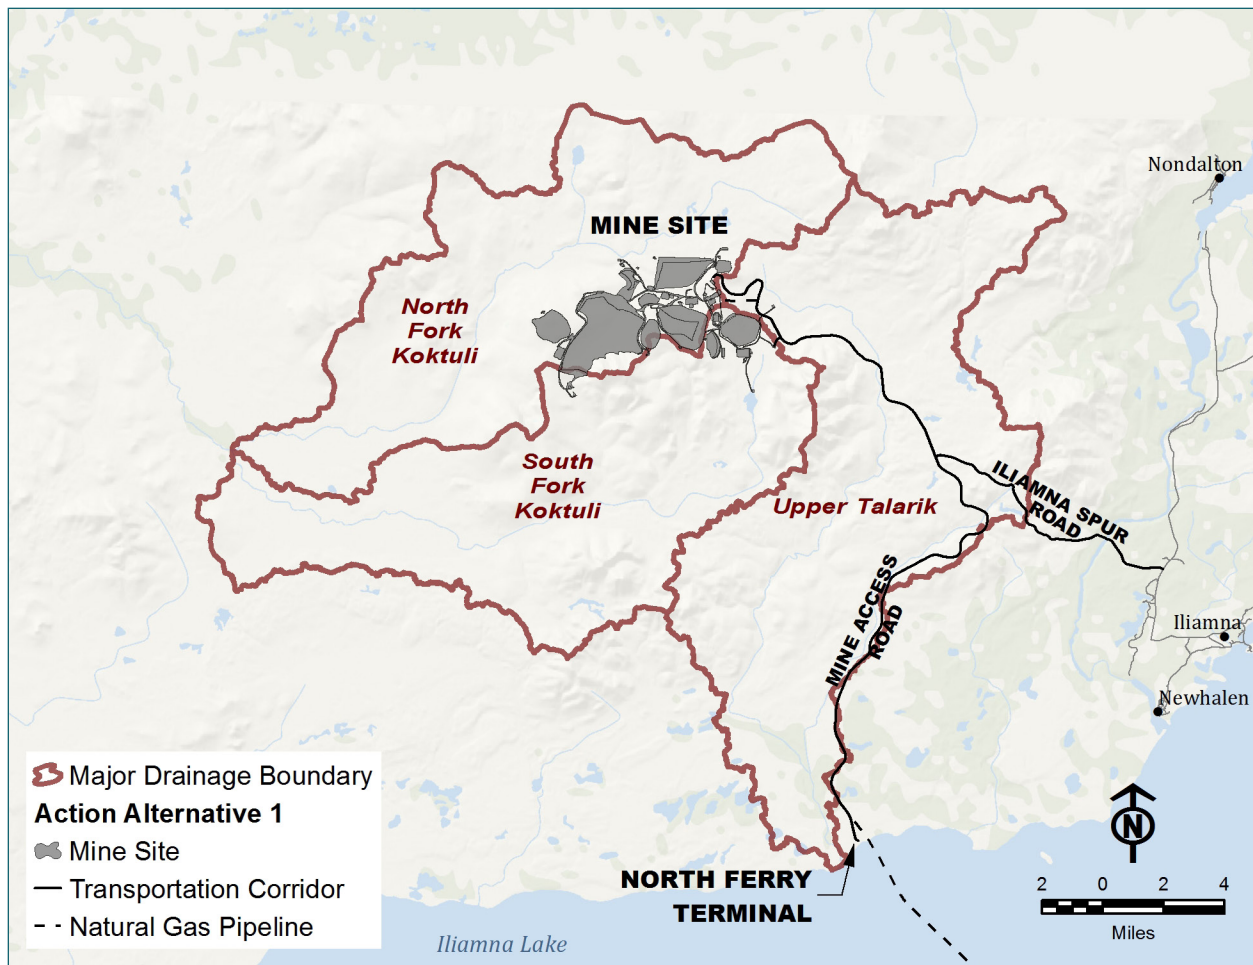 Nondalton
MINE SITE
North
Fork
Koktuli
South
Fork
Koktuli
Upper Talarik
ILIAMNA SPUR
ROAD
MINE ACCESS
ROAD
Iliamna
Newhalen
Major Drainage Boundary
Action Alternative 1
Mine Site
Transportation Corridor
Natural Gas Pipeline
NORTH FERRY
TERMINAL
Iliamna Lake
N
2 0 2 4
Miles